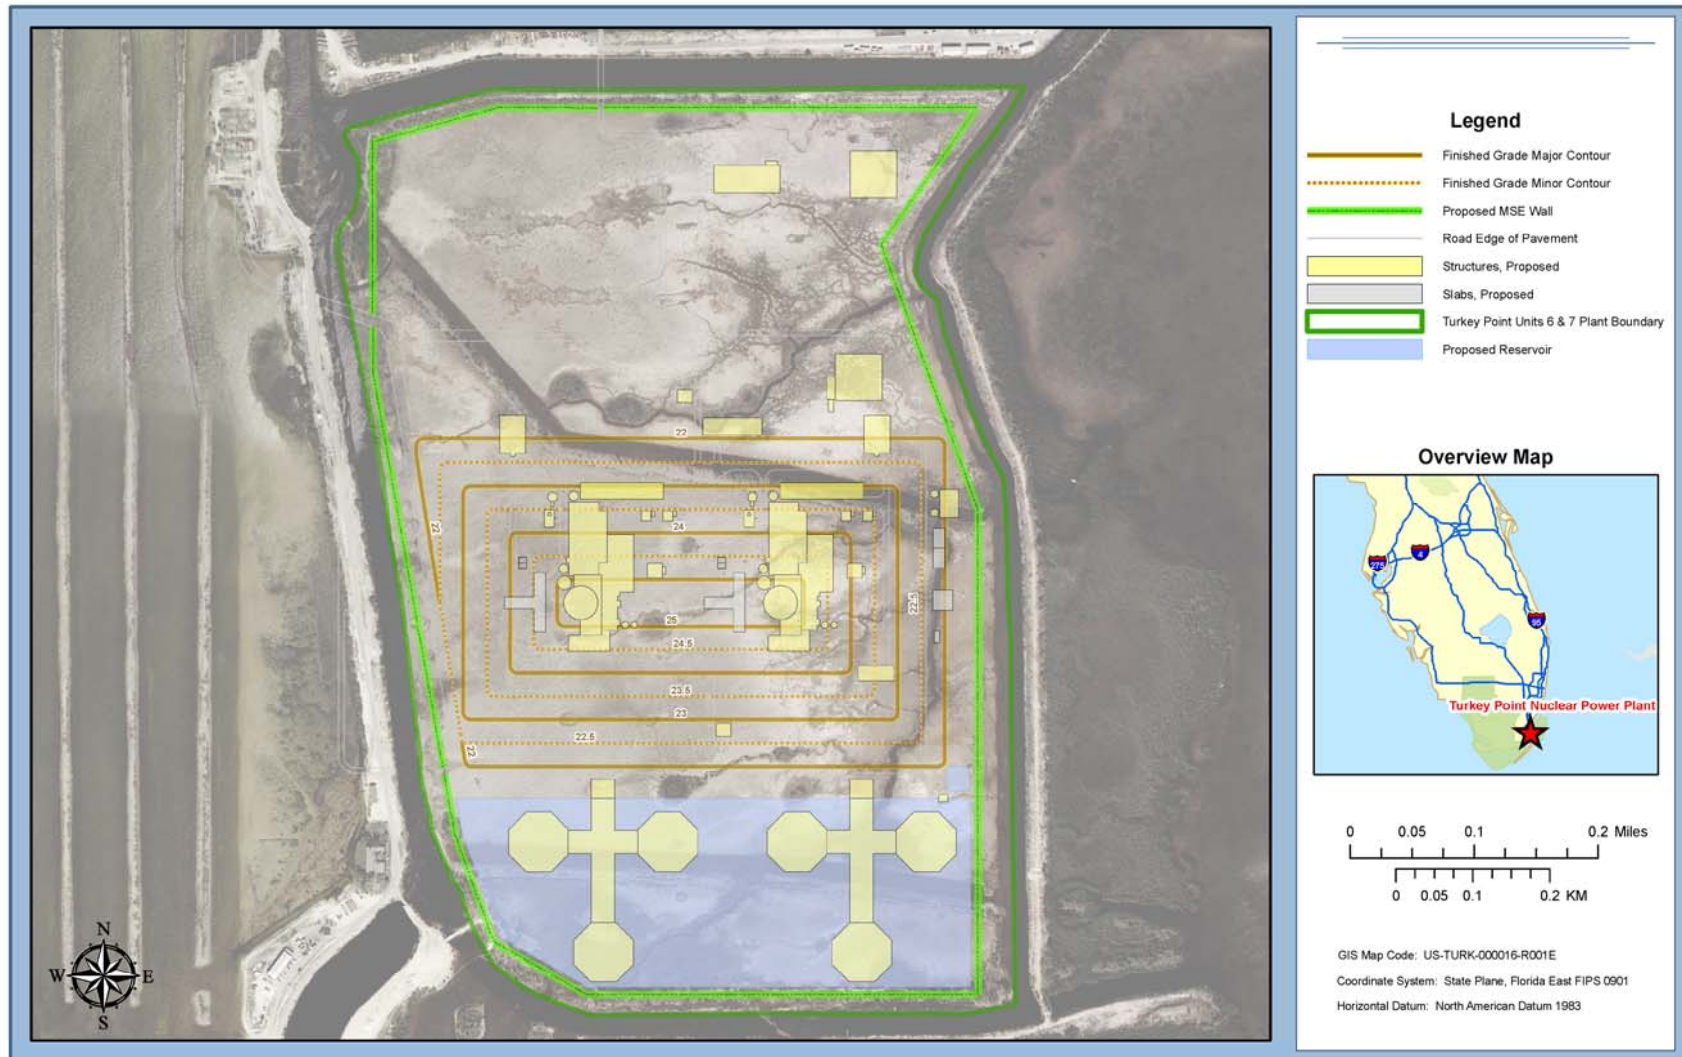 22
22
24
22.5
25
24.5
23.5
23
22.5
22
N
W E
S
Legend
Finished Grade Major Contour
Finished Grade Minor Contour
Proposed MSE Wall
Road Edge of Pavement
Structures, Proposed
Slabs, Proposed
Turkey Point Units 6 & 7 Plant Boundary
Proposed Reservoir
Overview Map
4
275
95
Turkey Point Nuclear Power Plant
0 0.05 0.1 0.2 Miles
0 0.05 0.1 0.2 KM
GIS Map Code: US-TURK-000016-R001E
Coordinate System: State Plane, Florida East FIPS 0901
Horizontal Datum: North American Datum 1983